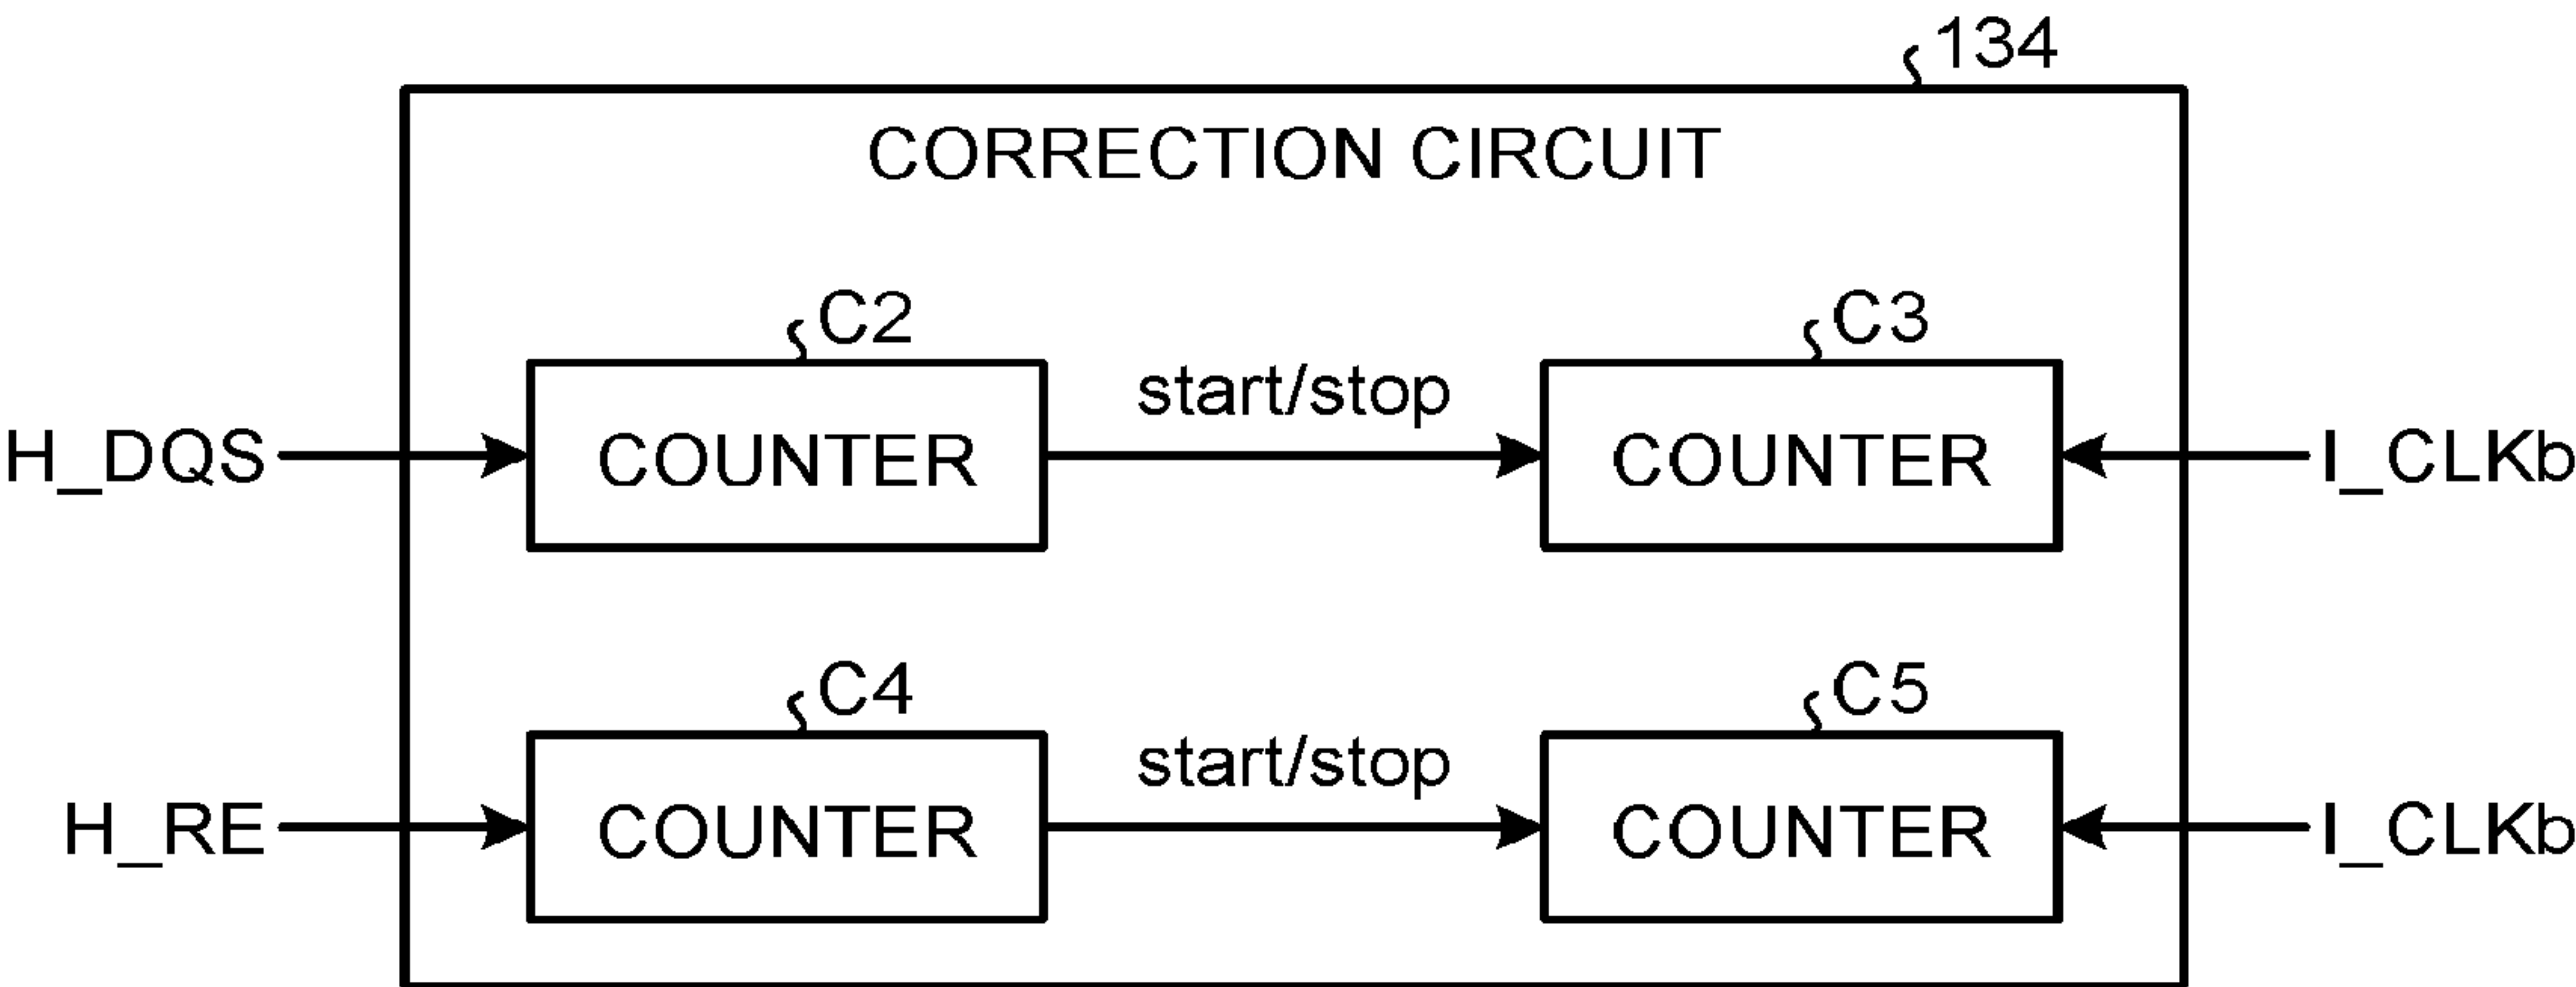 134
CORRECTION CIRCUIT
C2
C3
start/stop
H_DQS
COUNTER
COUNTER
I_CLKb
C4
C5
start/stop
H_RE
COUNTER
COUNTER
I_CLKb